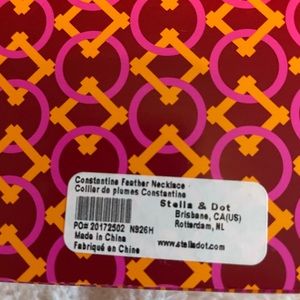 Constantine Feather Necklace
Collier de plumes Constantine
Stella & Dot
Brisbane, CA(US)
Rotterdam, NL
PO# 20172502 N926H
Made in China
Fabriqué en Chine
www.stelladot.com